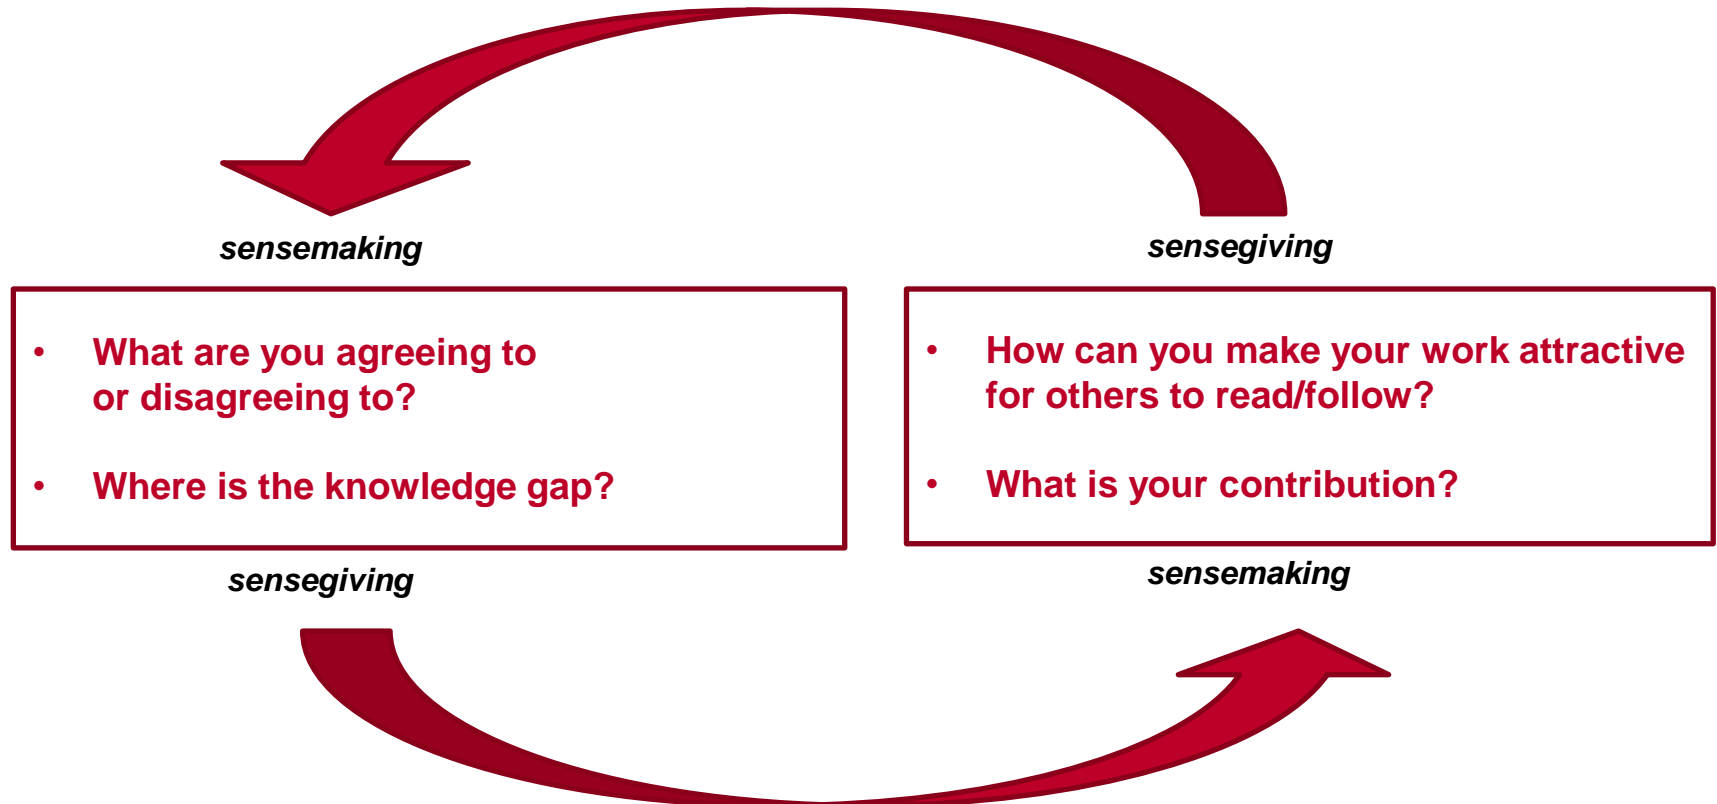 sensemaking
• What are you agreeing to
or disagreeing to?
• Where is the knowledge gap?
sensegiving
sensegiving
• How can you make your work attractive
for others to read/follow?
• What is your contribution?
sensemaking